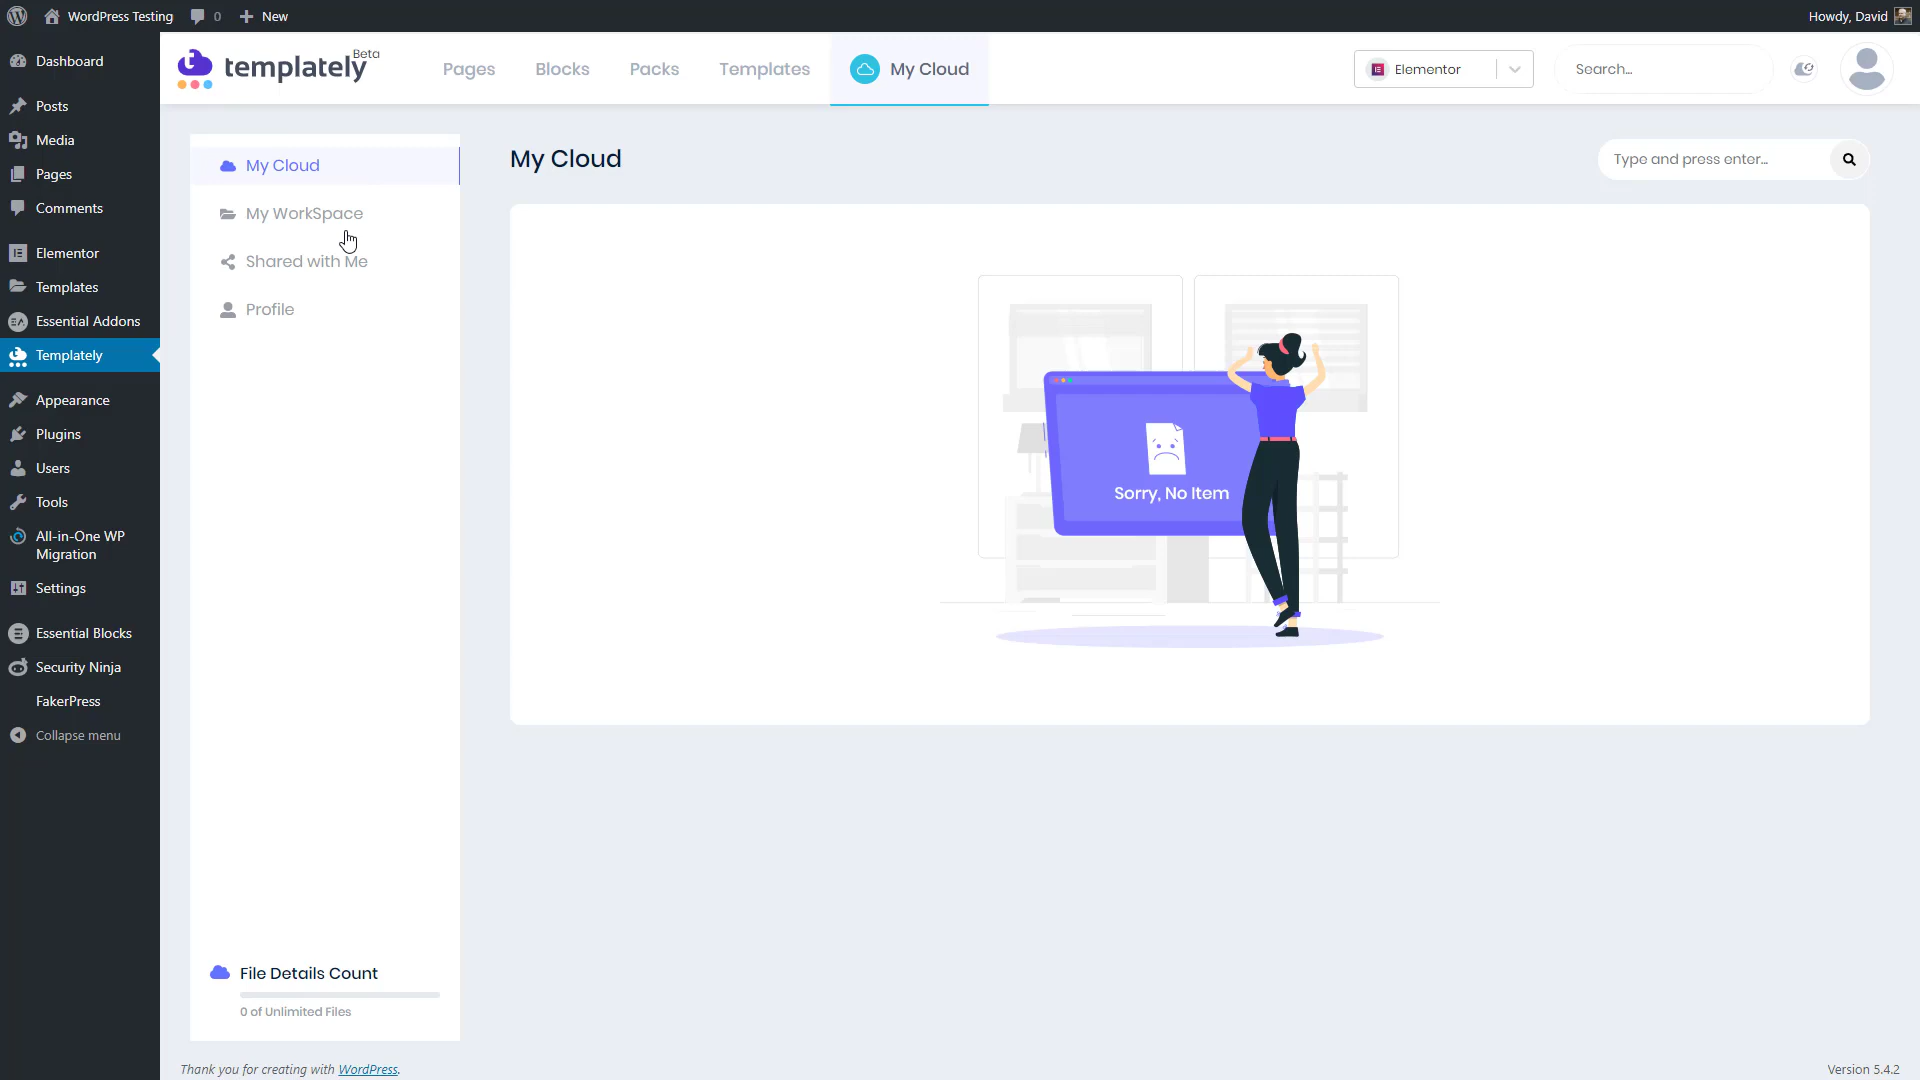 WordPress Testing
0
New
Howdy, David
Dashboard
Posts
Media
Pages
Comments
Elementor
Templates
Essential Addons
Templately
Appearance
Plugins
Users
Tools
All-in-One WP
Migration
Settings
Essential Blocks
Security Ninja
FakerPress
Collapse menu
templately
Beta
Pages
Blocks
Packs
Templates
My Cloud
Elementor
Search...
My Cloud
My WorkSpace
Shared with Me
Profile
File Details Count
0 of Unlimited Files
My Cloud
Type and press enter...
Sorry, No Item
Thank you for creating with WordPress.
Version 5.4.2